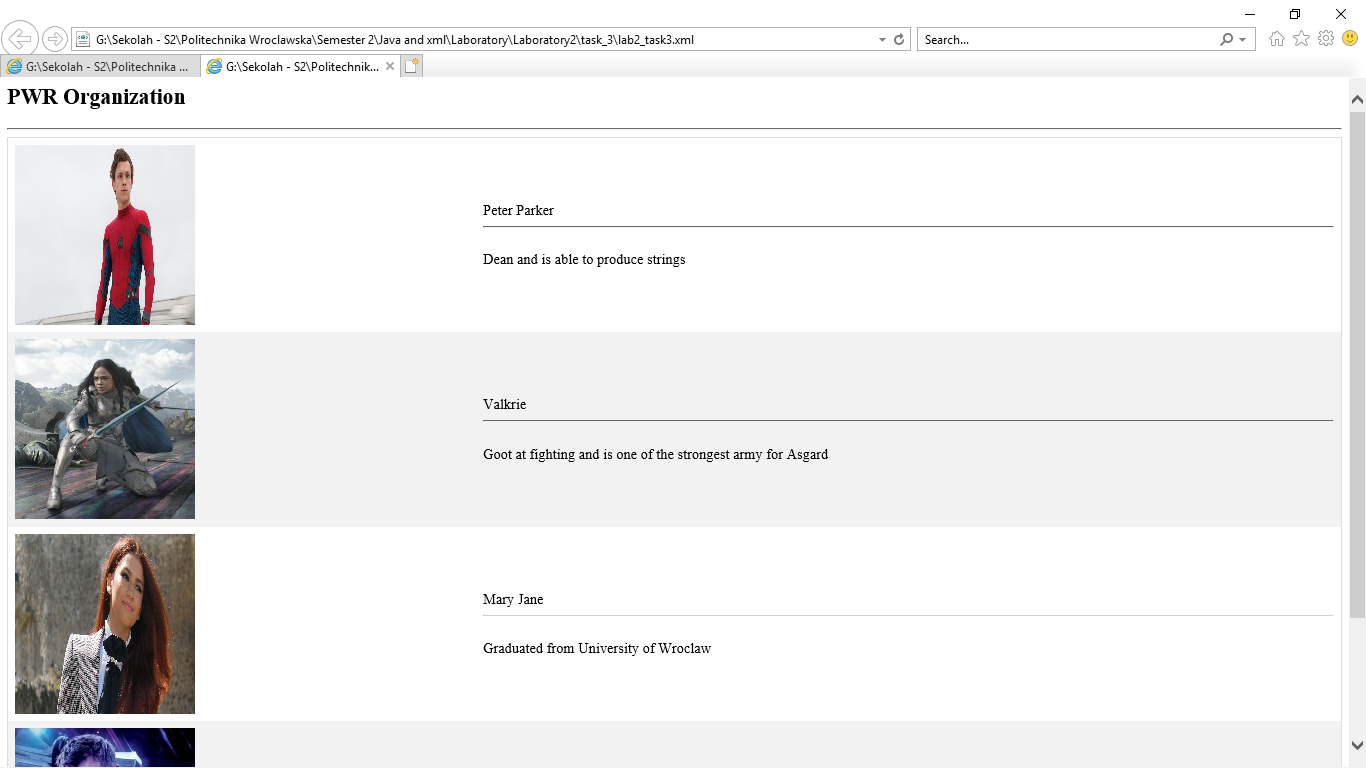 G:\Sekolah - S2\Politechnika Wroclawska\Semester 2\Java and xml\Laboratory\Laboratory2\task_3\lab2_task3.xml
Search...
G:\Sekolah - S2\Politechnika ...
G:\Sekolah - S2\Politechnik...
PWR Organization
Peter Parker
Dean and is able to produce strings
Valkrie
Goot at fighting and is one of the strongest army for Asgard
Mary Jane
Graduated from University of Wroclaw